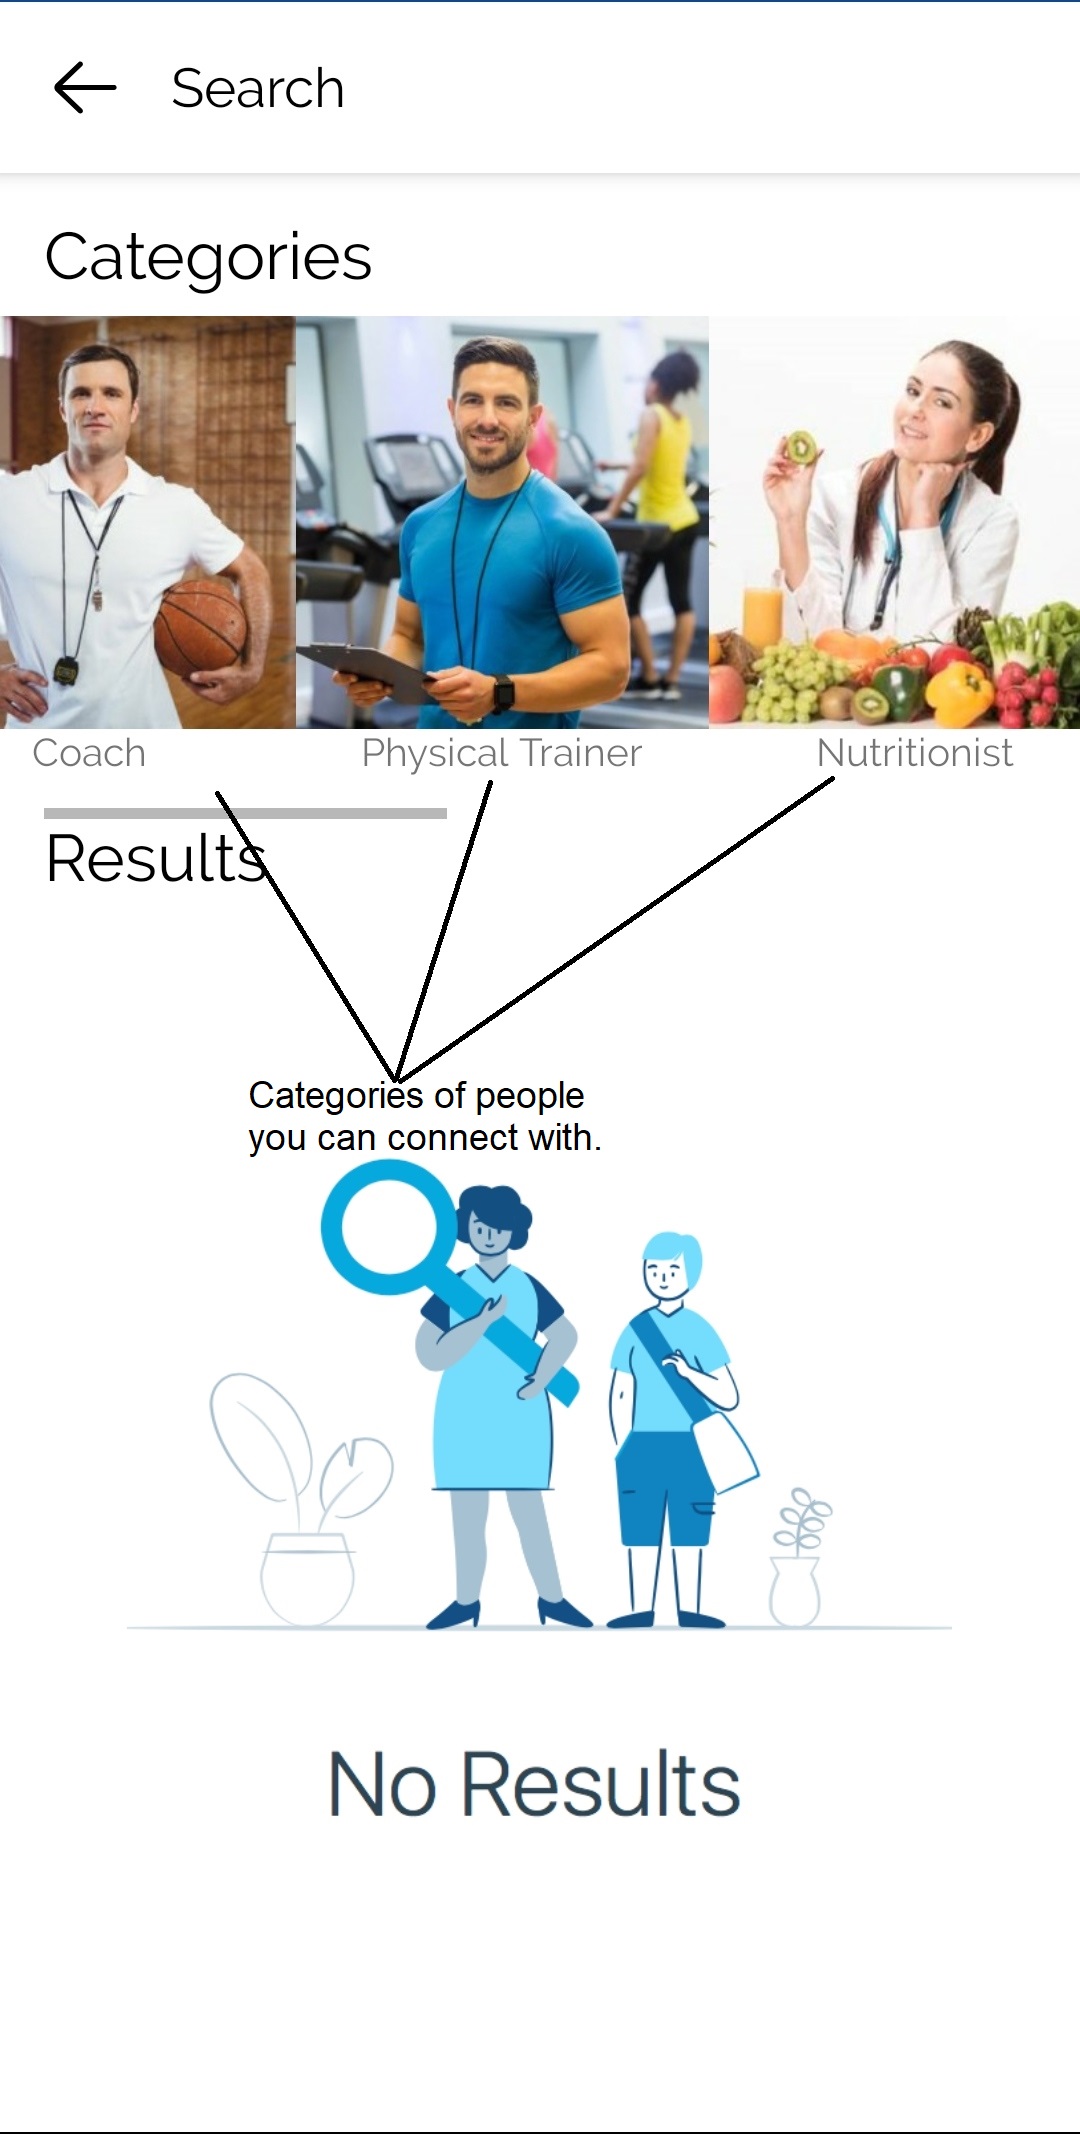 Search
Categories
Coach
Physical Trainer
Nutritionist
Results
Categories of people
you can connect with.
No Results